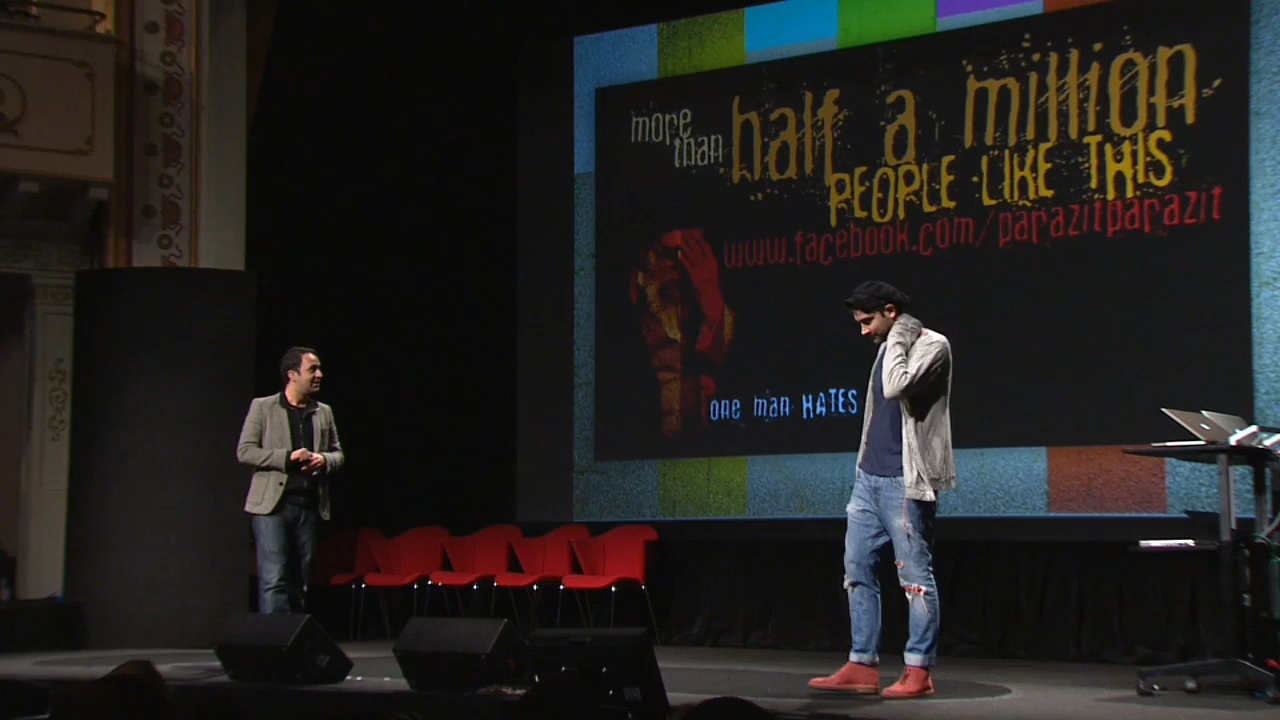 more
than half a million
PEOPLE LIKE THIS
www.facebook.com/parazitparazit
one man HATES